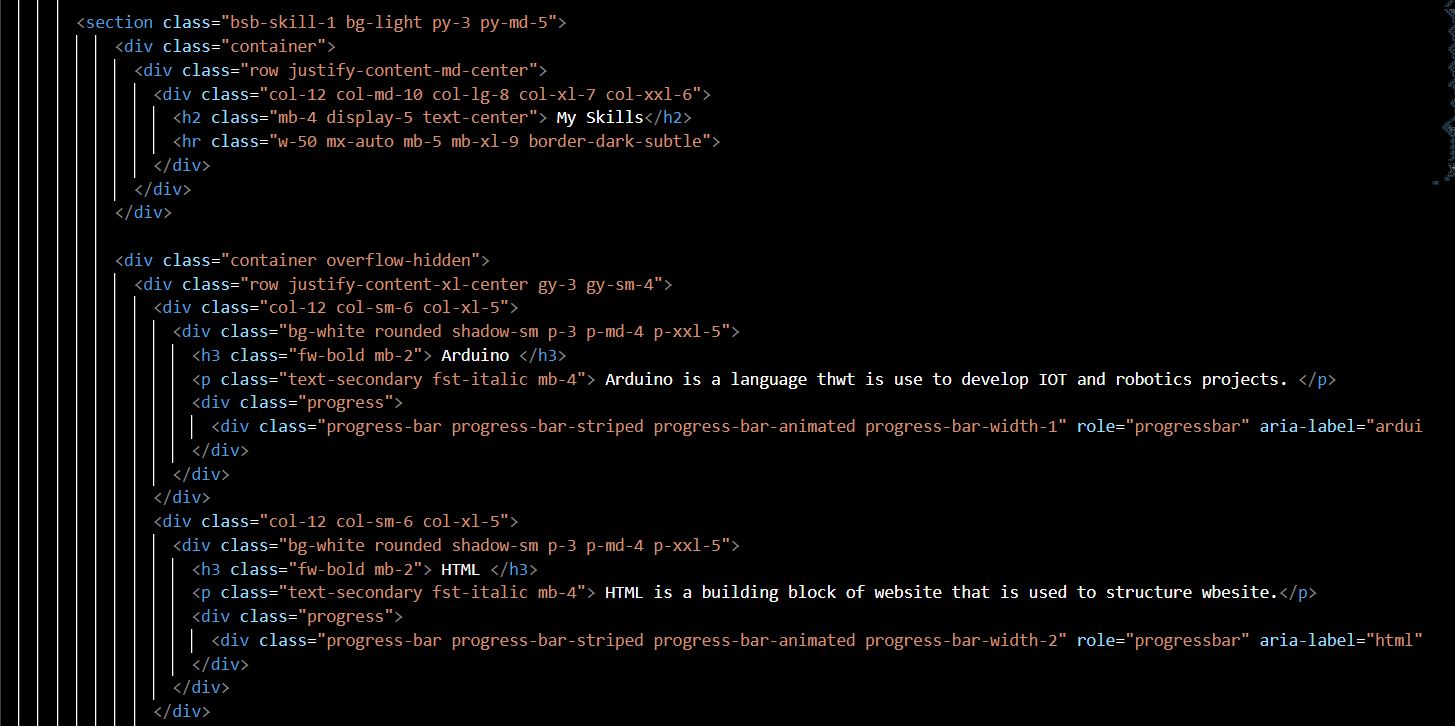 <section class="bsb-skill-1 bg-light py-3 py-md-5">
<div class="container">
<div class="row justify-content-md-center">
<div class="col-12 col-md-10 col-lg-8 col-xl-7 col-xxl-6">
<h2 class="mb-4 display-5 text-center"> My Skills</h2>
<hr class="w-50 mx-auto mb-5 mb-xl-9 border-dark-subtle">
</div>
</div>
</div>
<div class="container overflow-hidden">
<div class="row justify-content-xl-center gy-3 gy-sm-4">
<div class="col-12 col-sm-6 col-xl-5">
<div class="bg-white rounded shadow-sm p-3 p-md-4 p-xxl-5">
<h3 class="fw-bold mb-2"> Arduino </h3>
<p class="text-secondary fst-italic mb-4"> Arduino is a language thwt is use to develop IOT and robotics projects. </p>
<div class="progress">
<div class="progress-bar progress-bar-striped progress-bar-animated progress-bar-width-1" role="progressbar" aria-label="ardui
</div>
</div>
</div>
<div class="col-12 col-sm-6 col-xl-5">
<div class="bg-white rounded shadow-sm p-3 p-md-4 p-xxl-5">
<h3 class="fw-bold mb-2"> HTML </h3>
<p class="text-secondary fst-italic mb-4"> HTML is a building block of website that is used to structure wbesite.</p>
<div class="progress">
<div class="progress-bar progress-bar-striped progress-bar-animated progress-bar-width-2" role="progressbar" aria-label="html"
</div>
</div>
</div>